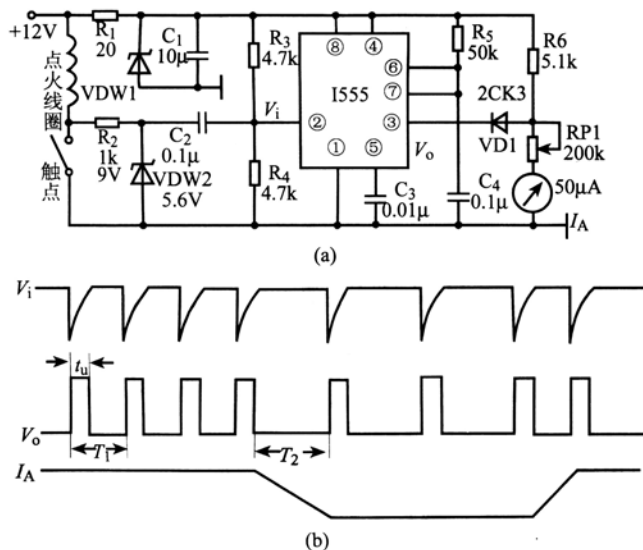 +12V
R₁
20
C₁
10μ
VDW1
点火线圈
触点
R₂
1k
9V
C₂
0.1μ
VDW2
5.6V
R₃
4.7k
Vᵢ
R₄
4.7k
⑧ ④
⑥
I555
⑦
② ③
① ⑤
Vₒ
C₃
0.01μ
R₅
50k
R6
5.1k
2CK3
VD1
RP1
200k
C₄
0.1μ
50μA
I_A
(a)
Vᵢ
tᵤ
Vₒ
T₁
T₂
I_A
(b)